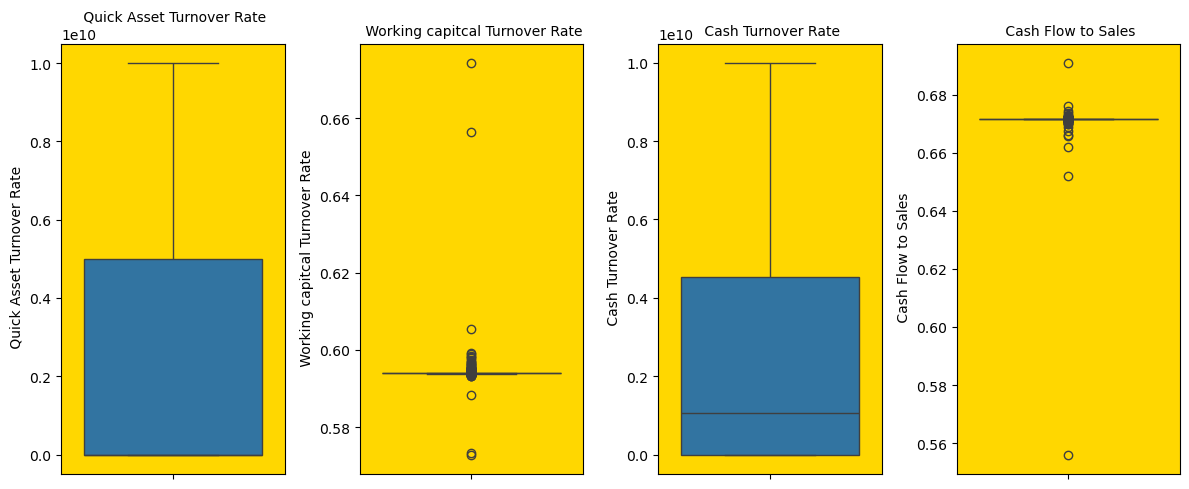 Quick Asset Turnover Rate
1e10
1.0
0.8
0.6
0.4
0.2
0.0
Quick Asset Turnover Rate
Working capitcal Turnover Rate
0.66
0.64
0.62
0.60
0.58
Working capitcal Turnover Rate
Cash Turnover Rate
1e10
1.0
0.8
0.6
0.4
0.2
0.0
Cash Turnover Rate
Cash Flow to Sales
0.68
0.66
0.64
0.62
0.60
0.58
0.56
Cash Flow to Sales